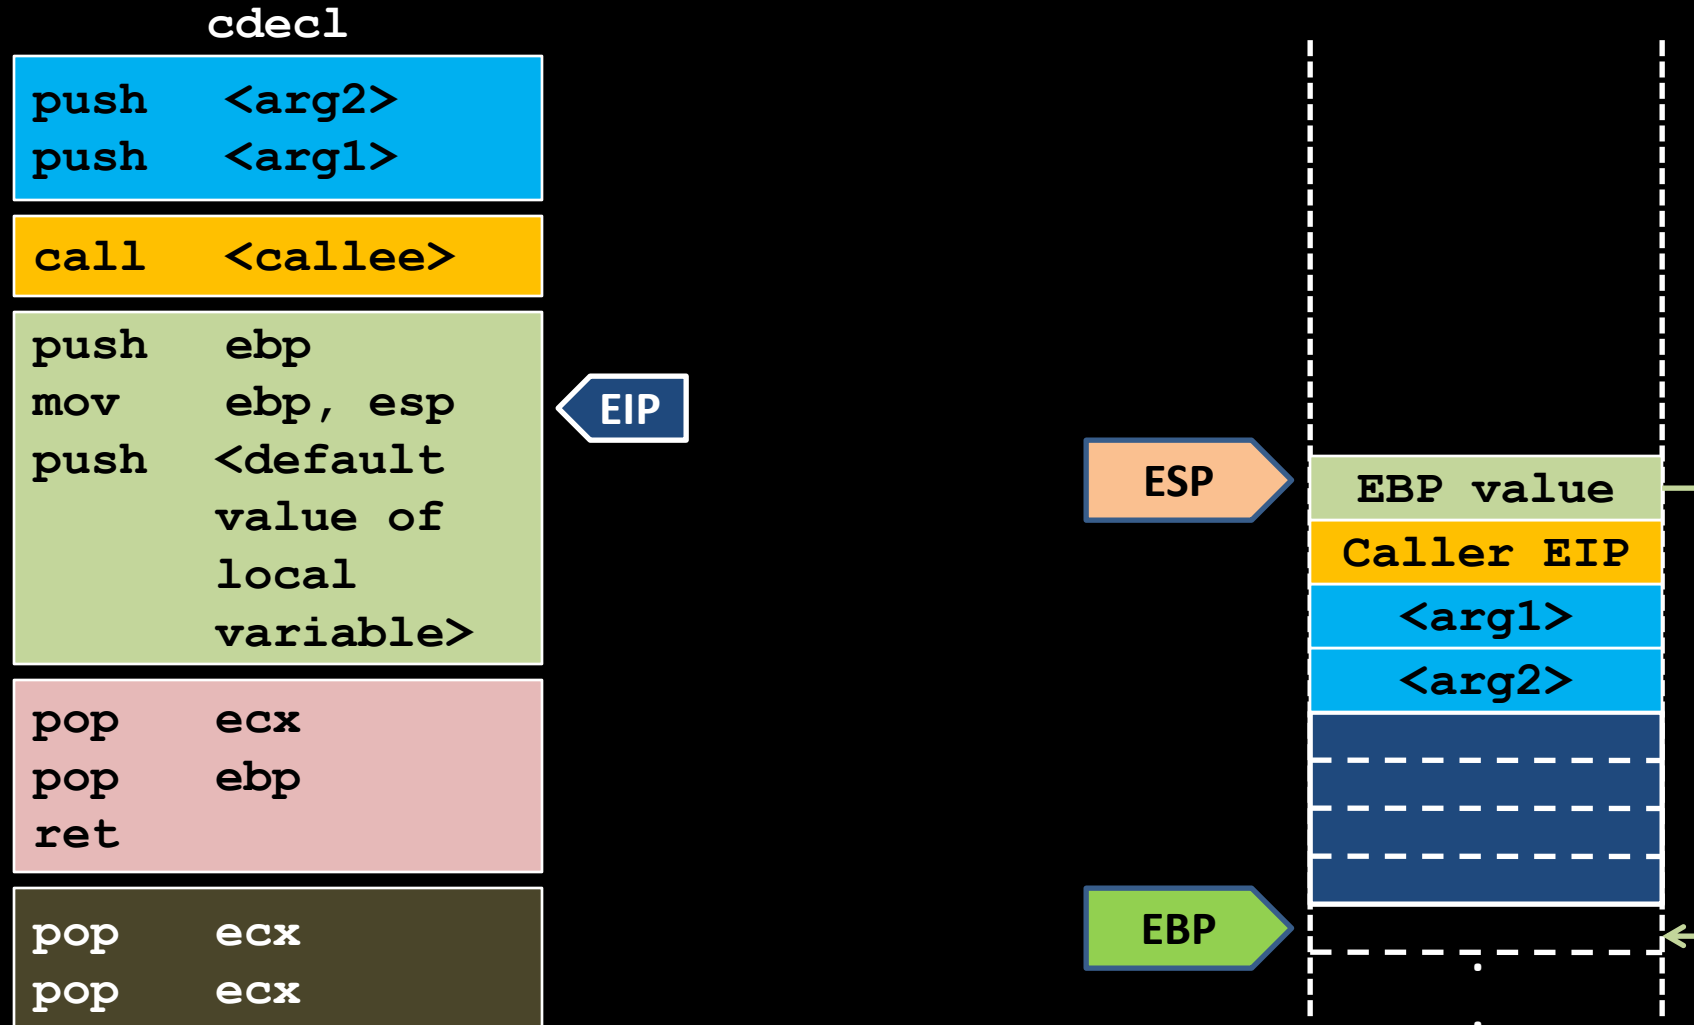 cdecl
push <arg2>
push <arg1>
call <callee>
push ebp
mov ebp, esp
push <default
value of
local
variable>
pop ecx
pop ebp
ret
pop ecx
pop ecx
EIP
ESP
EBP
EBP value
Caller EIP
<arg1>
<arg2>